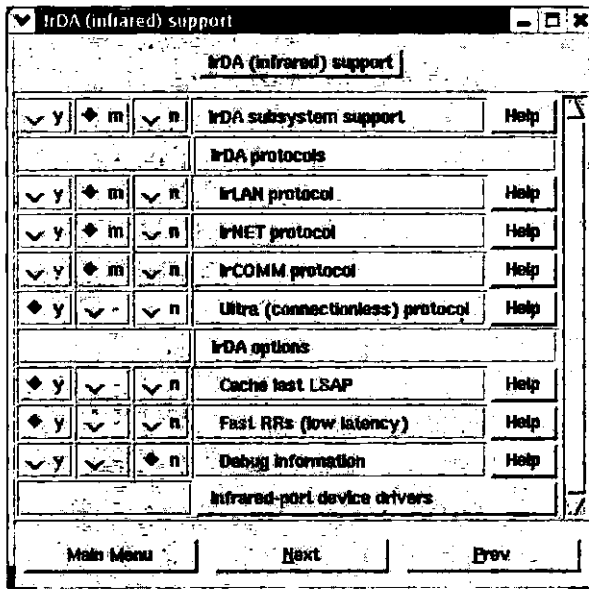 IrDA (infrared) support
IrDA (infrared) support
y m n IrDA subsystem support Help
IrDA protocols
y m n IrLAN protocol Help
y m n IrNET protocol Help
y m n IrCOMM protocol Help
y - n Ultra (connectionless) protocol Help
IrDA options
y - n Cache last LSAP Help
y - n Fast RRs (low latency) Help
y - n Debug information Help
Infrared-port device drivers
Main Menu Next Prev